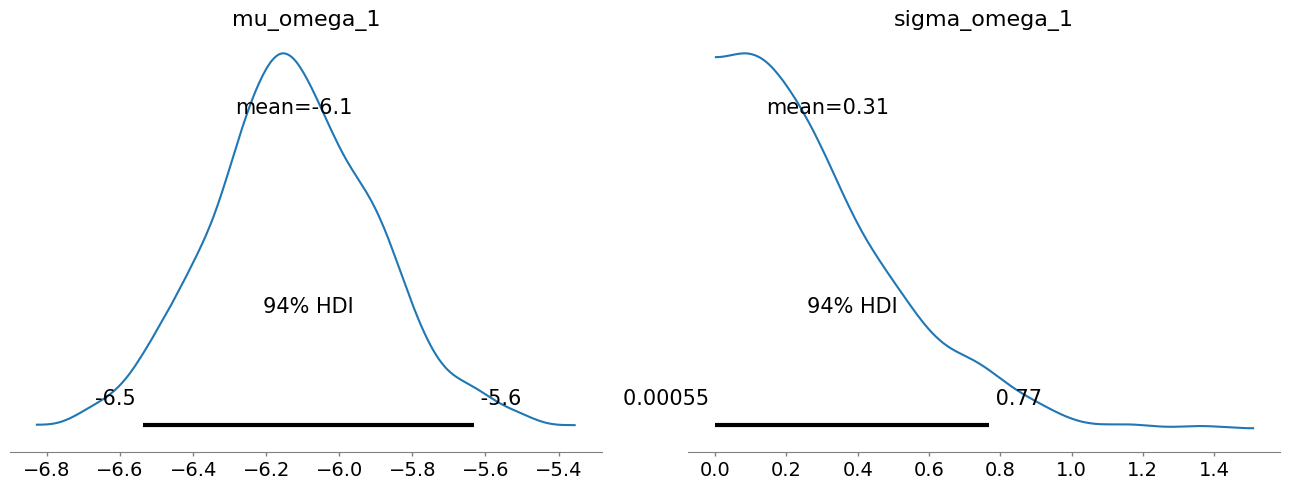 mu_omega_1
mean=-6.1
94% HDI
-6.5
-5.6
−6.8 −6.6 −6.4 −6.2 −6.0 −5.8 −5.6 −5.4
sigma_omega_1
mean=0.31
94% HDI
0.00055
0.77
0.0 0.2 0.4 0.6 0.8 1.0 1.2 1.4